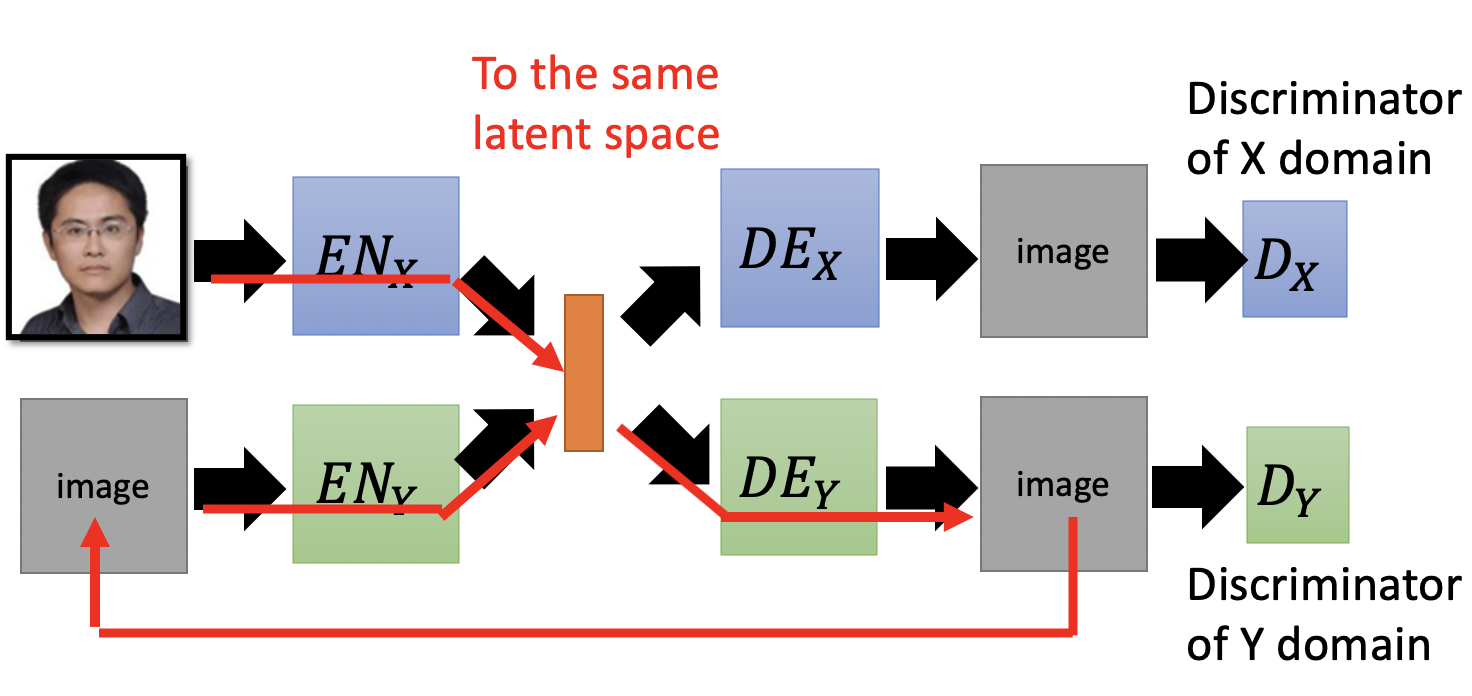 To the same
latent space
Discriminator
of X domain
EN_X
DE_X
image
D_X
image
EN_Y
DE_Y
image
D_Y
Discriminator
of Y domain